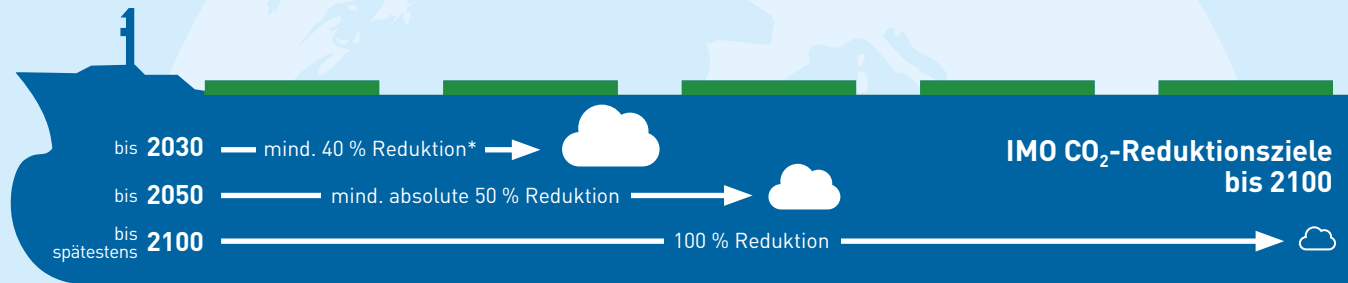 bis 2030 mind. 40 % Reduktion*
bis 2050 mind. absolute 50 % Reduktion
bis
spätestens 2100 100 % Reduktion
IMO CO₂-Reduktionsziele
bis 2100